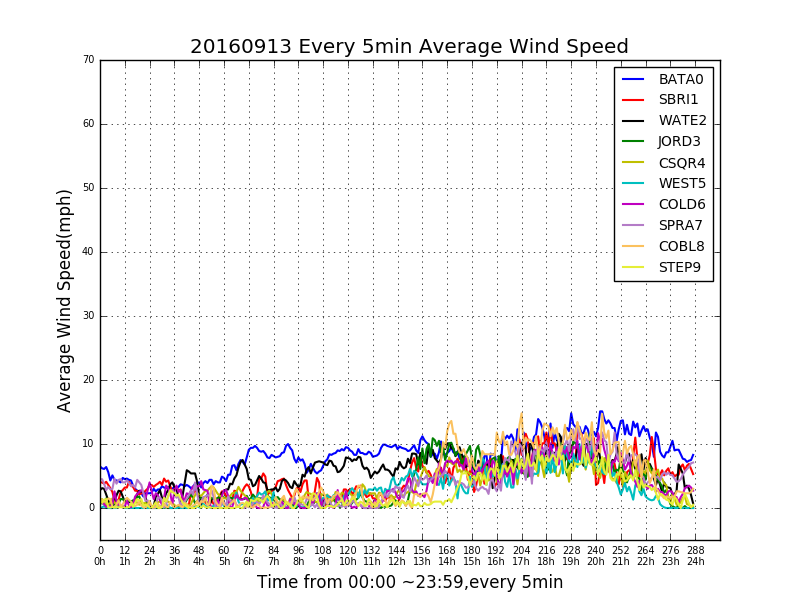 20160913 Every 5min Average Wind Speed
70
60
50
40
30
20
10
0
Average Wind Speed(mph)
BATA0
SBRI1
WATE2
JORD3
CSQR4
WEST5
COLD6
SPRA7
COBL8
STEP9
0 12 24 36 48 60 72 84 96 108 120 132 144 156 168 180 192 204 216 228 240 252 264 276 288
0h 1h 2h 3h 4h 5h 6h 7h 8h 9h 10h 11h 12h 13h 14h 15h 16h 17h 18h 19h 20h 21h 22h 23h 24h
Time from 00:00 ~23:59,every 5min